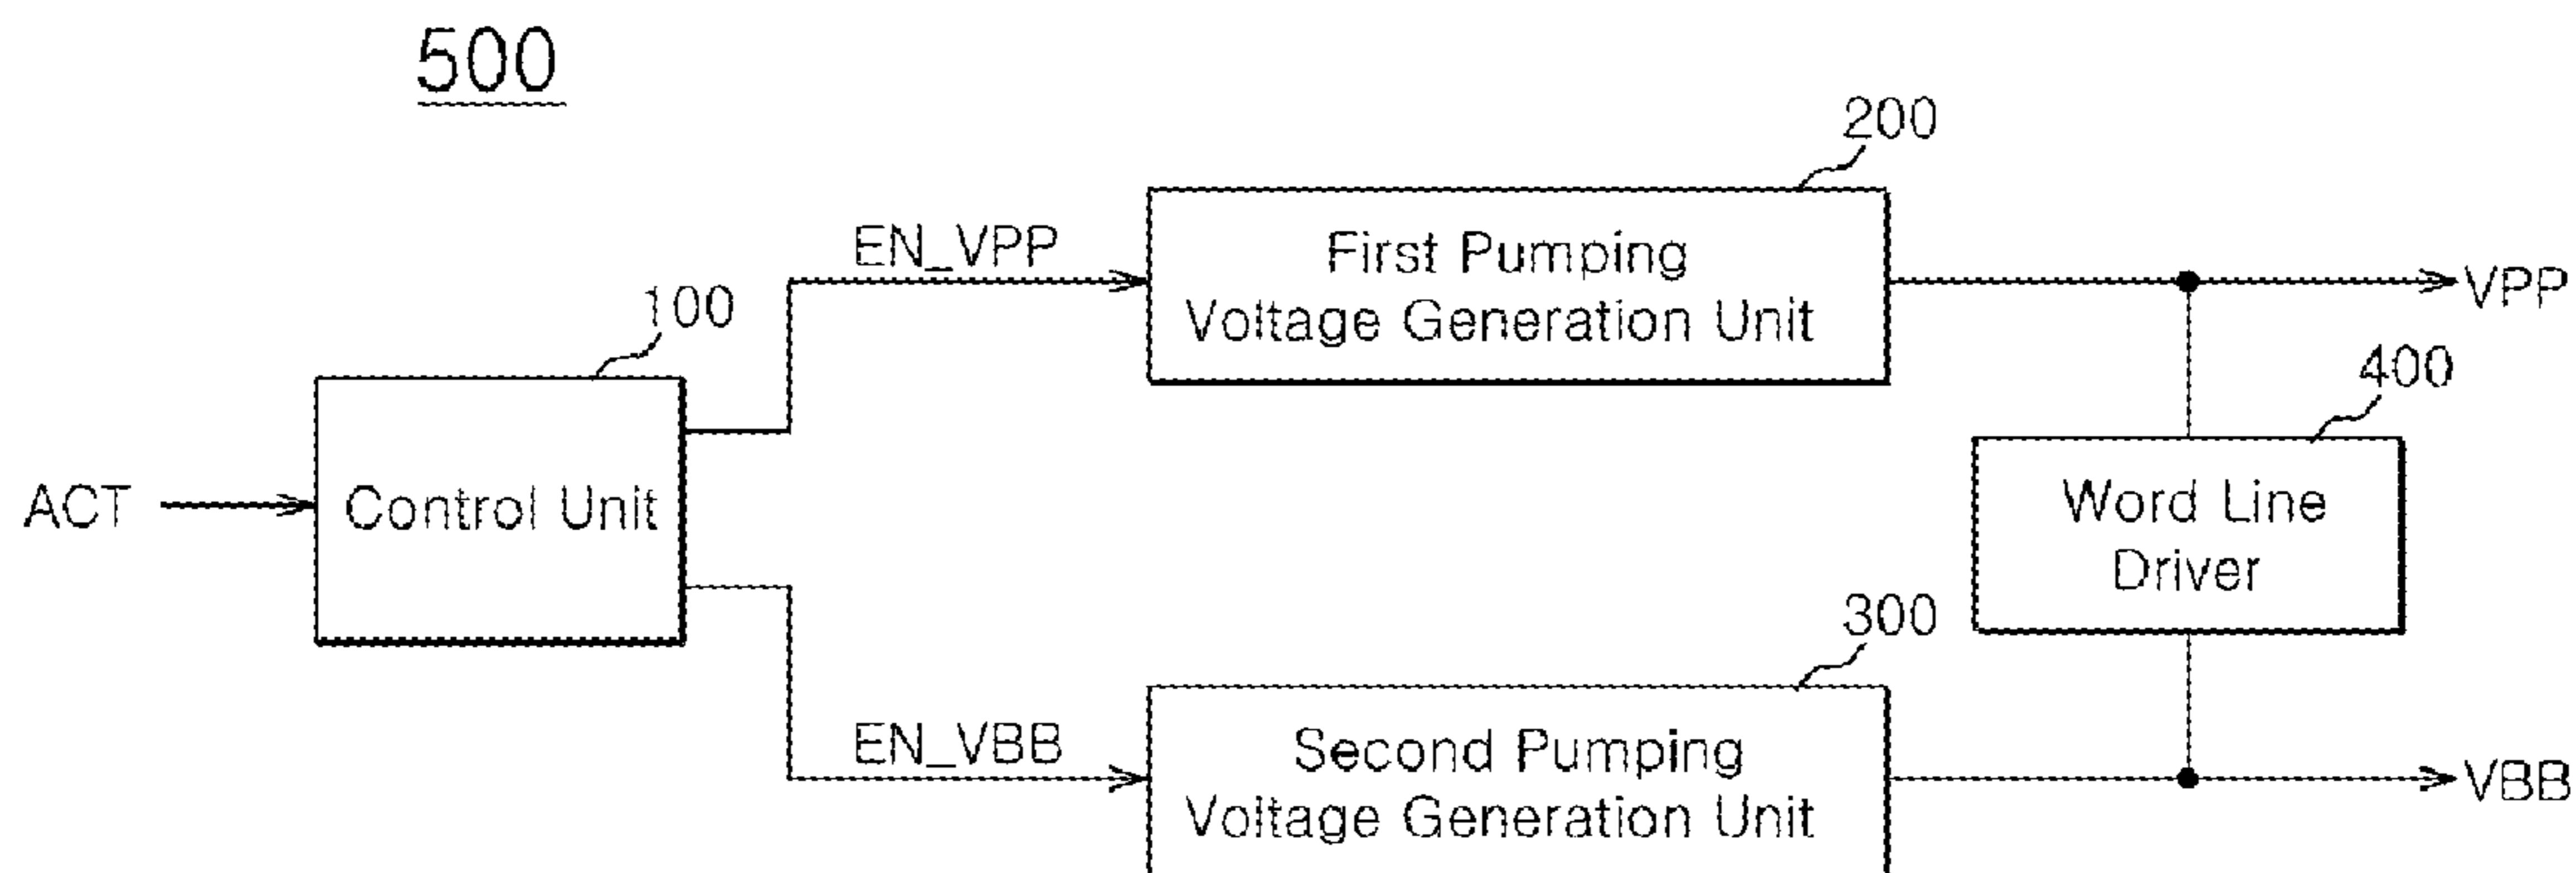 500
200
EN_VPP
First Pumping
Voltage Generation Unit
VPP
100
400
ACT
Control Unit
Word Line
Driver
300
EN_VBB
Second Pumping
Voltage Generation Unit
VBB